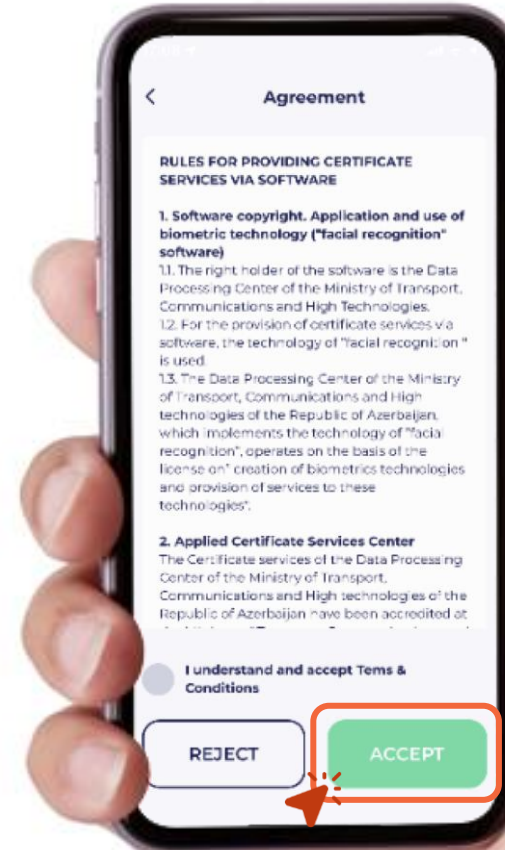 Agreement
RULES FOR PROVIDING CERTIFICATE
SERVICES VIA SOFTWARE
1. Software copyright. Application and use of
biometric technology ("facial recognition"
software)
1.1. The right holder of the software is the Data
Processing Center of the Ministry of Transport,
Communications and High Technologies.
1.2. For the provision of certificate services via
software, the technology of "facial recognition "
is used.
1.3. The Data Processing Center of the Ministry
of Transport, Communications and High
technologies of the Republic of Azerbaijan,
which implements the technology of "facial
recognition", operates on the basis of the
license on" creation of biometrics technologies
and provision of services to these
technologies".
2. Applied Certificate Services Center
The Certificate services of the Data Processing
Center of the Ministry of Transport,
Communications and High technologies of the
Republic of Azerbaijan have been accredited at
I understand and accept Tems &
Conditions
REJECT
ACCEPT